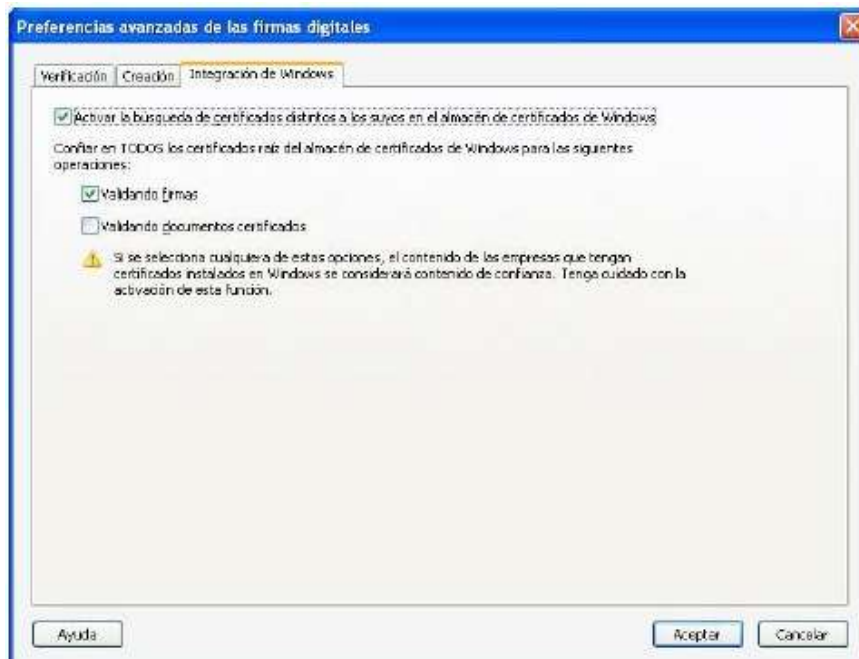 Preferencias avanzadas de las firmas digitales
Verificación Creación Integración de Windows
Activar la búsqueda de certificados distintos a los suyos en el almacén de certificados de Windows
Confiar en TODOS los certificados raíz del almacén de certificados de Windows para las siguientes
operaciones:
Validando firmas
Validando documentos certificados
Si se selecciona cualquiera de estas opciones, el contenido de las empresas que tengan
certificados instalados en Windows se considerará contenido de confianza. Tenga cuidado con la
activación de esta función.
Ayuda Aceptar Cancelar